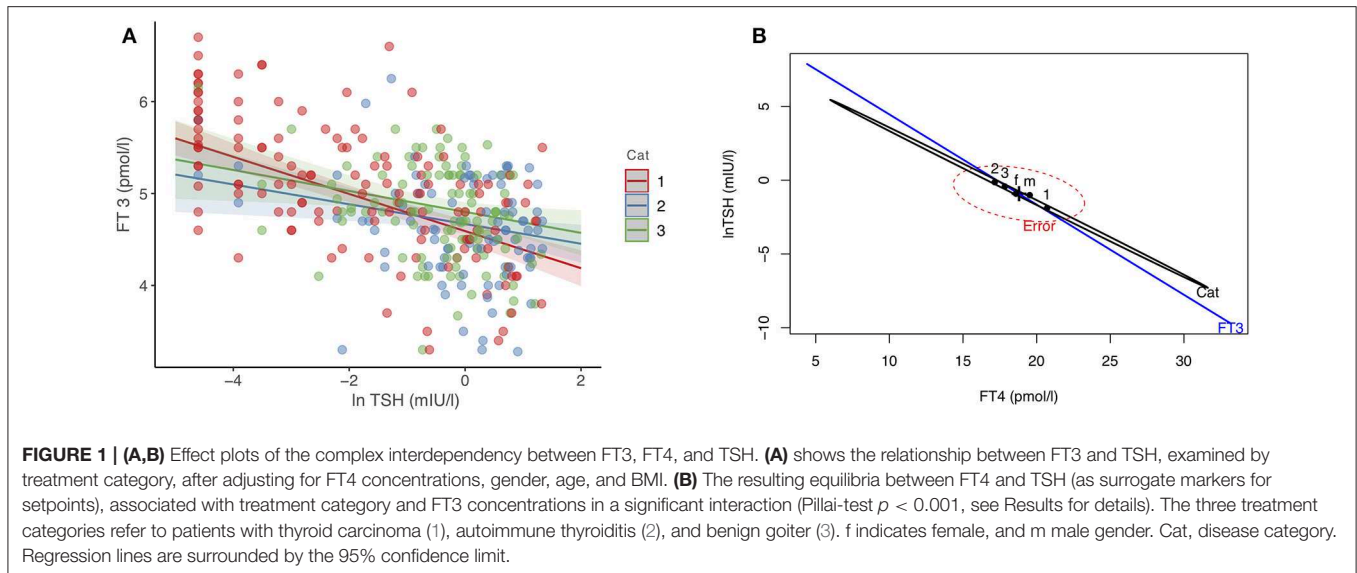 A
FT 3 (pmol/l)
6
5
4
−4
−2
0
2
ln TSH (mIU/l)
Cat
1
2
3
B
lnTSH (mIU/l)
5
0
−5
−10
2 3 f m 1
Error
Cat
FT3
5
10
15
20
25
30
FT4 (pmol/l)
FIGURE 1 | (A,B) Effect plots of the complex interdependency between FT3, FT4, and TSH. (A) shows the relationship between FT3 and TSH, examined by
treatment category, after adjusting for FT4 concentrations, gender, age, and BMI. (B) The resulting equilibria between FT4 and TSH (as surrogate markers for
setpoints), associated with treatment category and FT3 concentrations in a significant interaction (Pillai-test p < 0.001, see Results for details). The three treatment
categories refer to patients with thyroid carcinoma (1), autoimmune thyroiditis (2), and benign goiter (3). f indicates female, and m male gender. Cat, disease category.
Regression lines are surrounded by the 95% confidence limit.